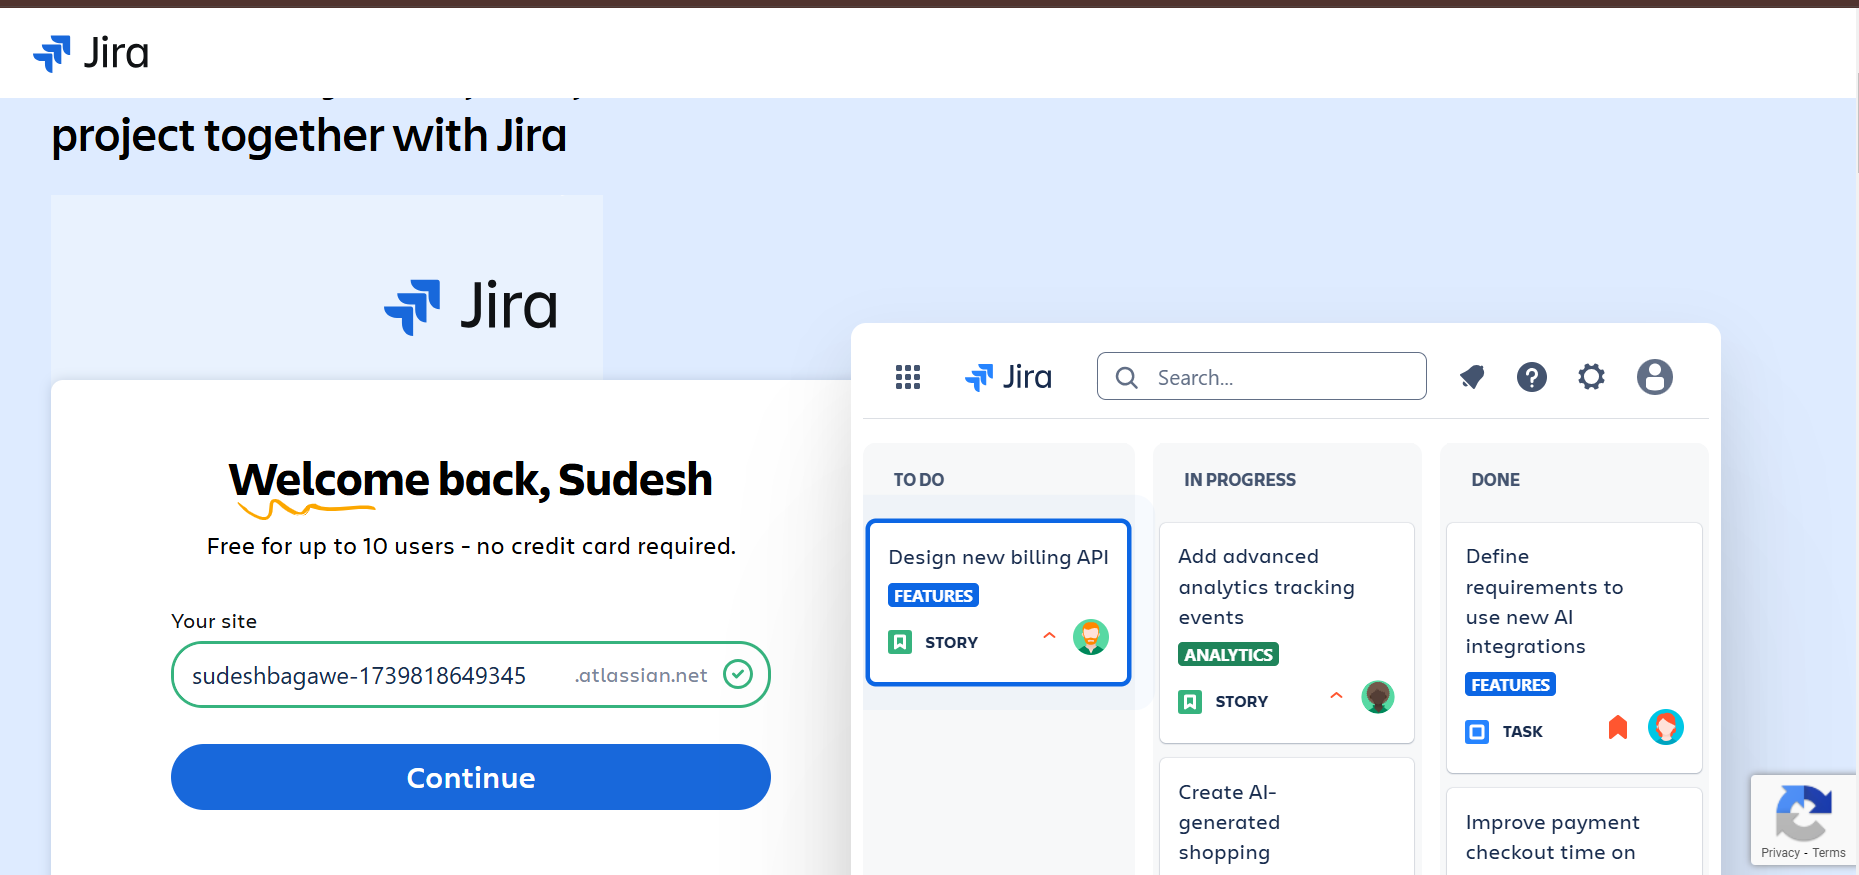 Jira
project together with Jira
Jira
Welcome back, Sudesh
Free for up to 10 users - no credit card required.
Your site
sudeshbagawe-1739818649345 .atlassian.net
Continue
Jira
Search...
TO DO
Design new billing API
FEATURES
STORY
IN PROGRESS
Add advanced
analytics tracking
events
ANALYTICS
STORY
Create AI-
generated
shopping
DONE
Define
requirements to
use new AI
integrations
FEATURES
TASK
Improve payment
checkout time on
Privacy - Terms